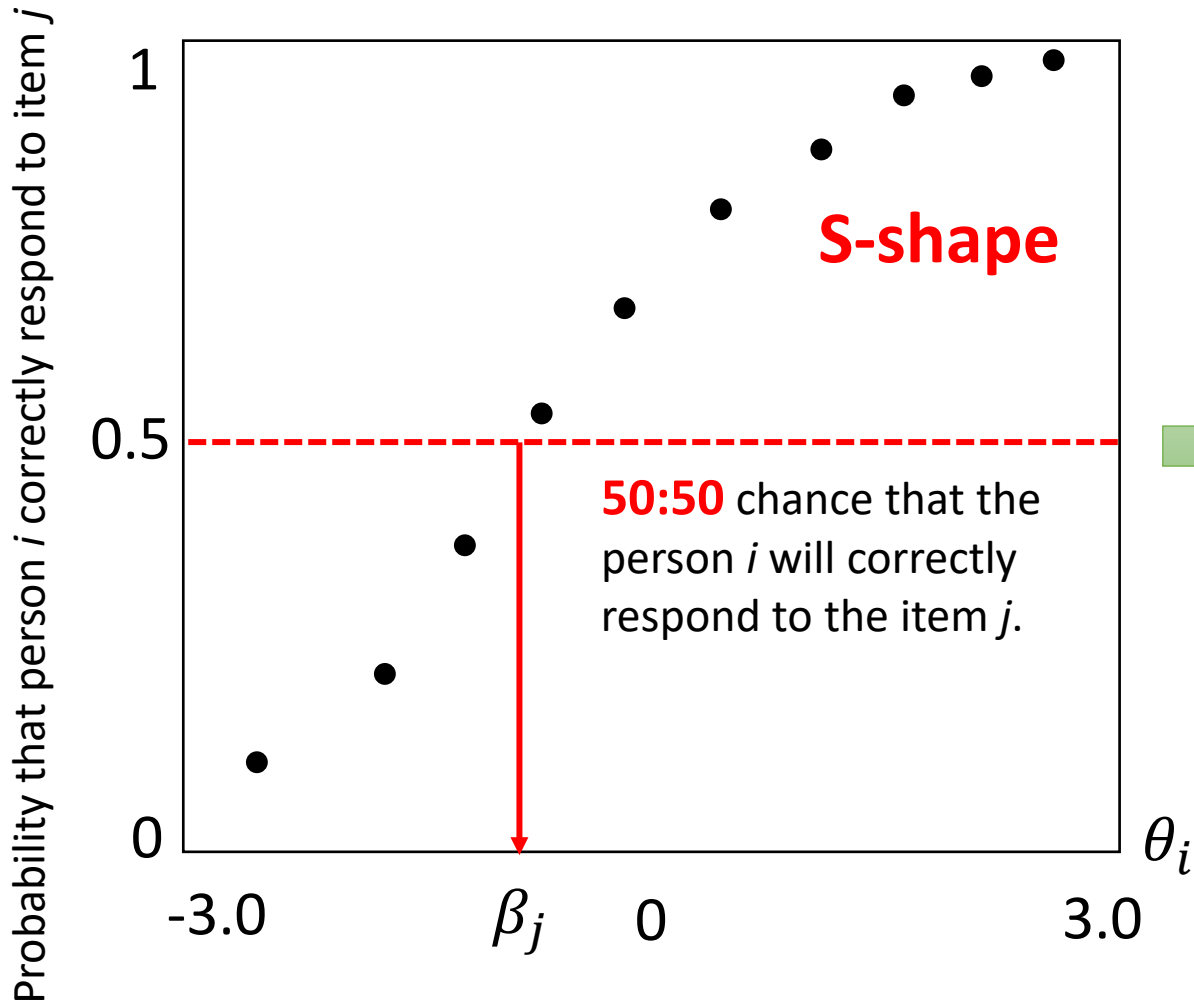 Probability that person i correctly respond to item j
1
S-shape
0.5
50:50 chance that the
person i will correctly
respond to the item j.
0
θᵢ
-3.0
βⱼ
0
3.0